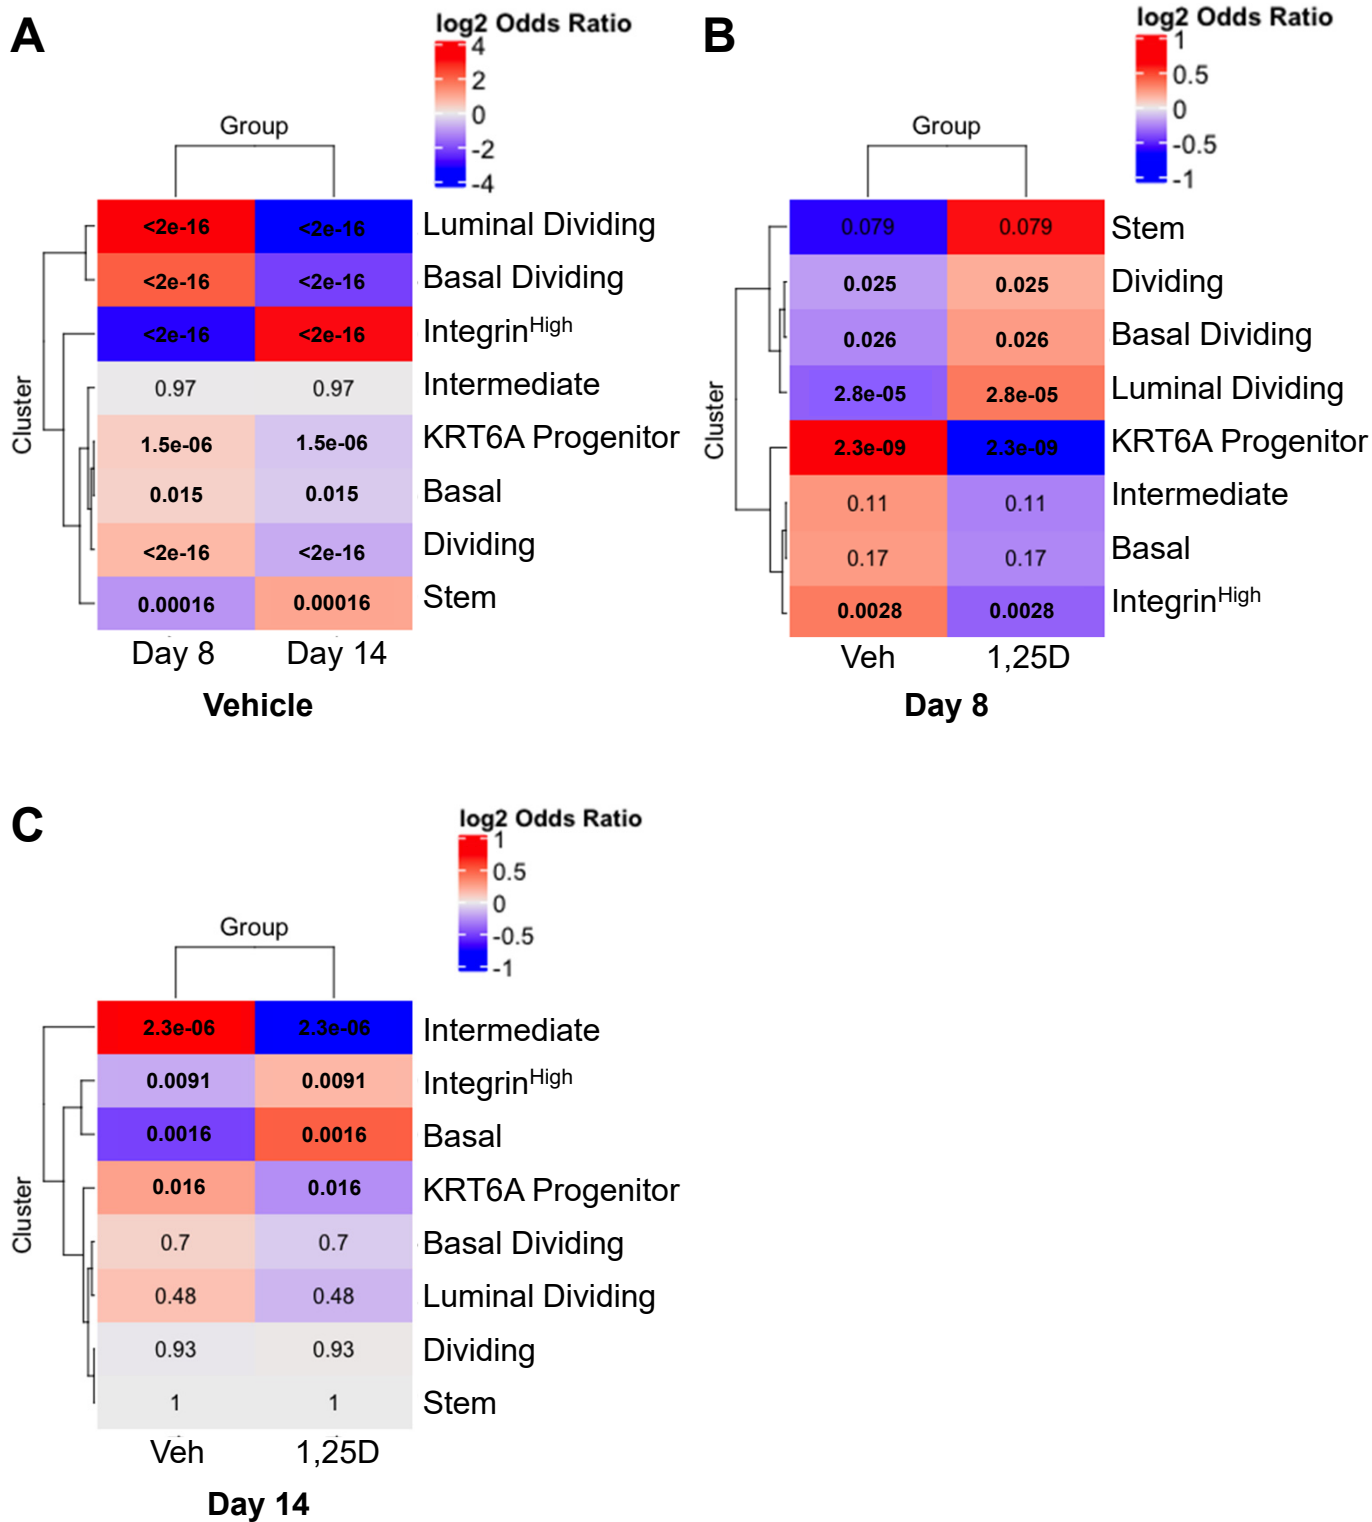 A
log2 Odds Ratio
4
2
0
-2
-4
Group
Cluster
<2e-16 <2e-16 Luminal Dividing
<2e-16 <2e-16 Basal Dividing
<2e-16 <2e-16 IntegrinHigh
0.97 0.97 Intermediate
1.5e-06 1.5e-06 KRT6A Progenitor
0.015 0.015 Basal
<2e-16 <2e-16 Dividing
0.00016 0.00016 Stem
Day 8 Day 14
Vehicle
B
log2 Odds Ratio
1
0.5
0
-0.5
-1
Group
Cluster
0.079 0.079 Stem
0.025 0.025 Dividing
0.026 0.026 Basal Dividing
2.8e-05 2.8e-05 Luminal Dividing
2.3e-09 2.3e-09 KRT6A Progenitor
0.11 0.11 Intermediate
0.17 0.17 Basal
0.0028 0.0028 IntegrinHigh
Veh 1,25D
Day 8
C
log2 Odds Ratio
1
0.5
0
-0.5
-1
Group
Cluster
2.3e-06 2.3e-06 Intermediate
0.0091 0.0091 IntegrinHigh
0.0016 0.0016 Basal
0.016 0.016 KRT6A Progenitor
0.7 0.7 Basal Dividing
0.48 0.48 Luminal Dividing
0.93 0.93 Dividing
1 1 Stem
Veh 1,25D
Day 14